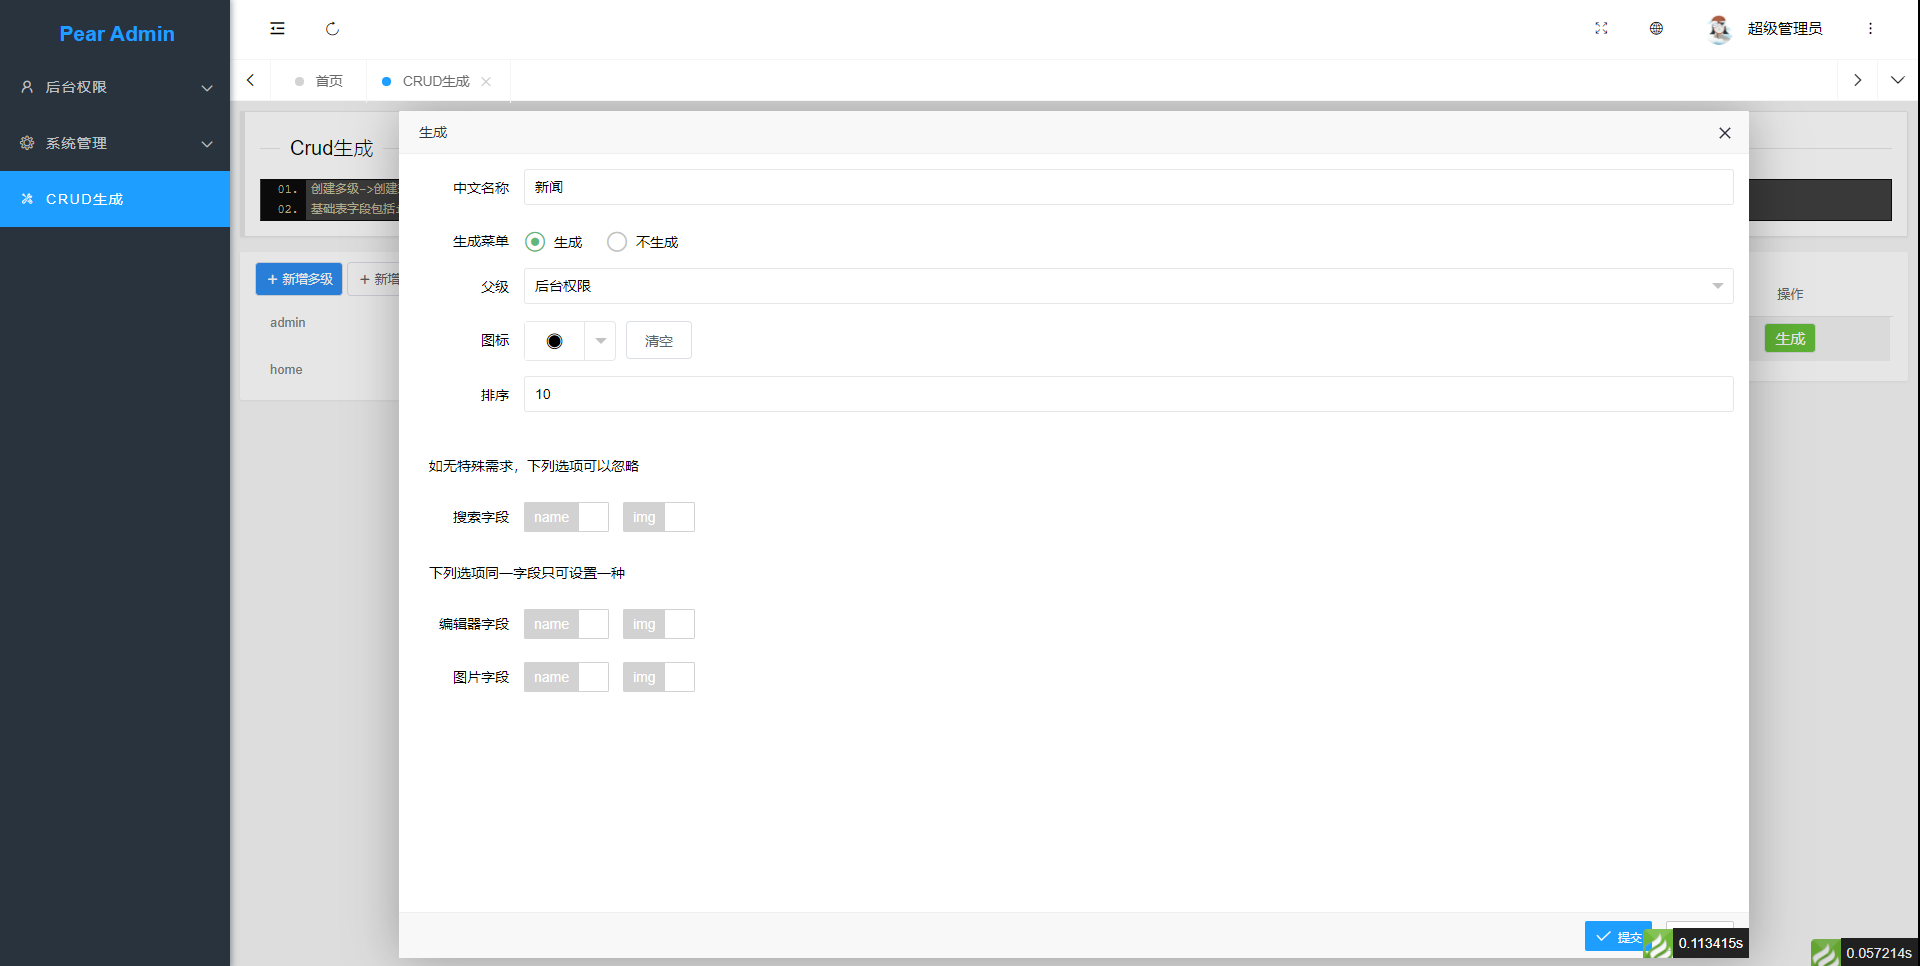 Pear Admin
后台权限
系统管理
CRUD生成
超级管理员
首页
CRUD生成
Crud生成
01. 创建多级->创建
02. 基础表字段包括
新增多级
新增
admin
home
操作
生成
生成
中文名称 新闻
生成菜单 生成 不生成
父级 后台权限
图标 清空
排序 10
如无特殊需求，下列选项可以忽略
搜索字段 name img
下列选项同一字段只可设置一种
编辑器字段 name img
图片字段 name img
提交
0.113415s
0.057214s